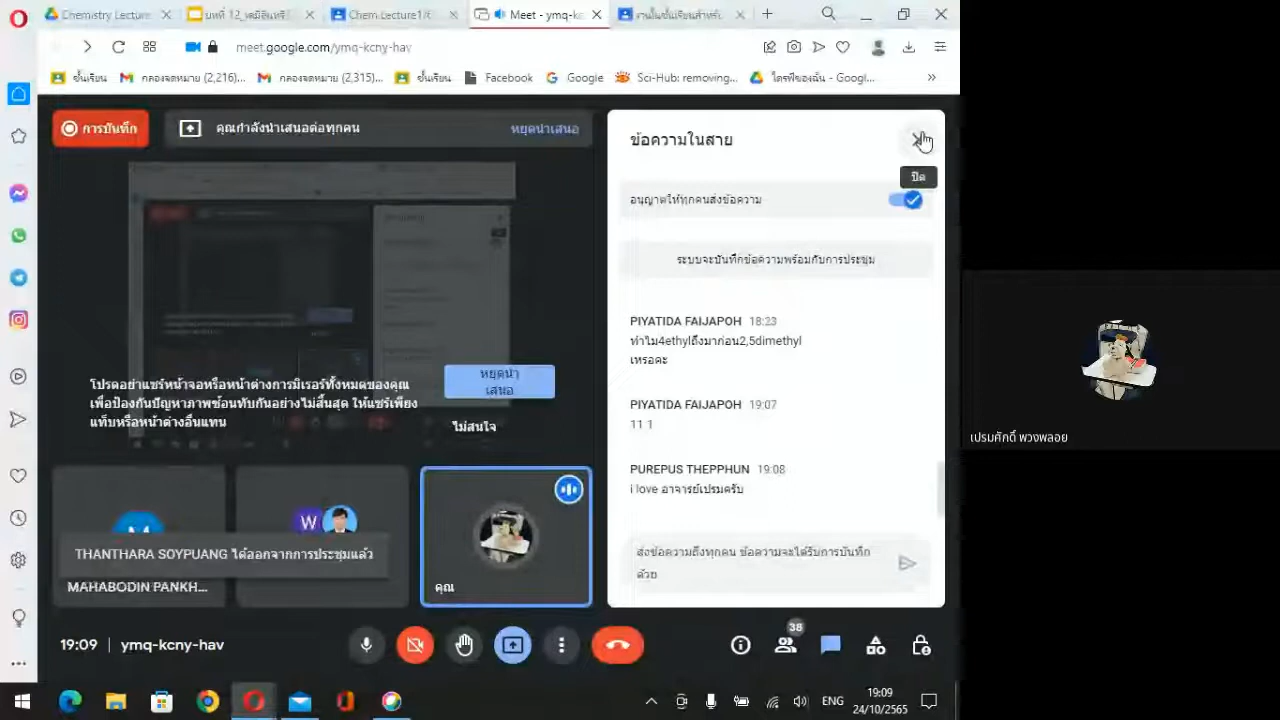 Chemistry Lecture:
บทที่ 12_พอลิเมอร์
Chem.Lecture1/t
Meet - ymq-kc
งานในชั้นเรียนสำหรั
meet.google.com/ymq-kcny-hav
ชั้นเรียน
กล่องจดหมาย (2,216)...
กล่องจดหมาย (2,315)...
ชั้นเรียน
Facebook
Google
Sci-Hub: removing...
ไดรฟ์ของฉัน - Googl...
การบันทึก
คุณกำลังนำเสนอต่อทุกคน
หยุดนำเสนอ
ข้อความในสาย
ปิด
อนุญาตให้ทุกคนส่งข้อความ
ระบบจะบันทึกข้อความพร้อมกับการประชุม
PIYATIDA FAIJAPOH 18:23
ทำไม4ethylถึงมาก่อน2,5dimethyl
เหรอคะ
PIYATIDA FAIJAPOH 19:07
11 1
PUREPUS THEPPHUN 19:08
i love อาจารย์เปรมครับ
ส่งข้อความถึงทุกคน ข้อความจะได้รับการบันทึก
ด้วย
โปรดอย่าแชร์หน้าจอหรือหน้าต่างการมิเรอร์ทั้งหมดของคุณ
เพื่อป้องกันปัญหาภาพซ้อนทับกันอย่างไม่สิ้นสุด ให้แชร์เพียง
แท็บหรือหน้าต่างอื่นแทน
หยุดนำ
เสนอ
ไม่สนใจ
W
THANTHARA SOYPUANG ได้ออกจากการประชุมแล้ว
MAHABODIN PANKH...
คุณ
19:09 | ymq-kcny-hav
38
เปรมศักดิ์ พวงพลอย
ENG
19:09
24/10/2565